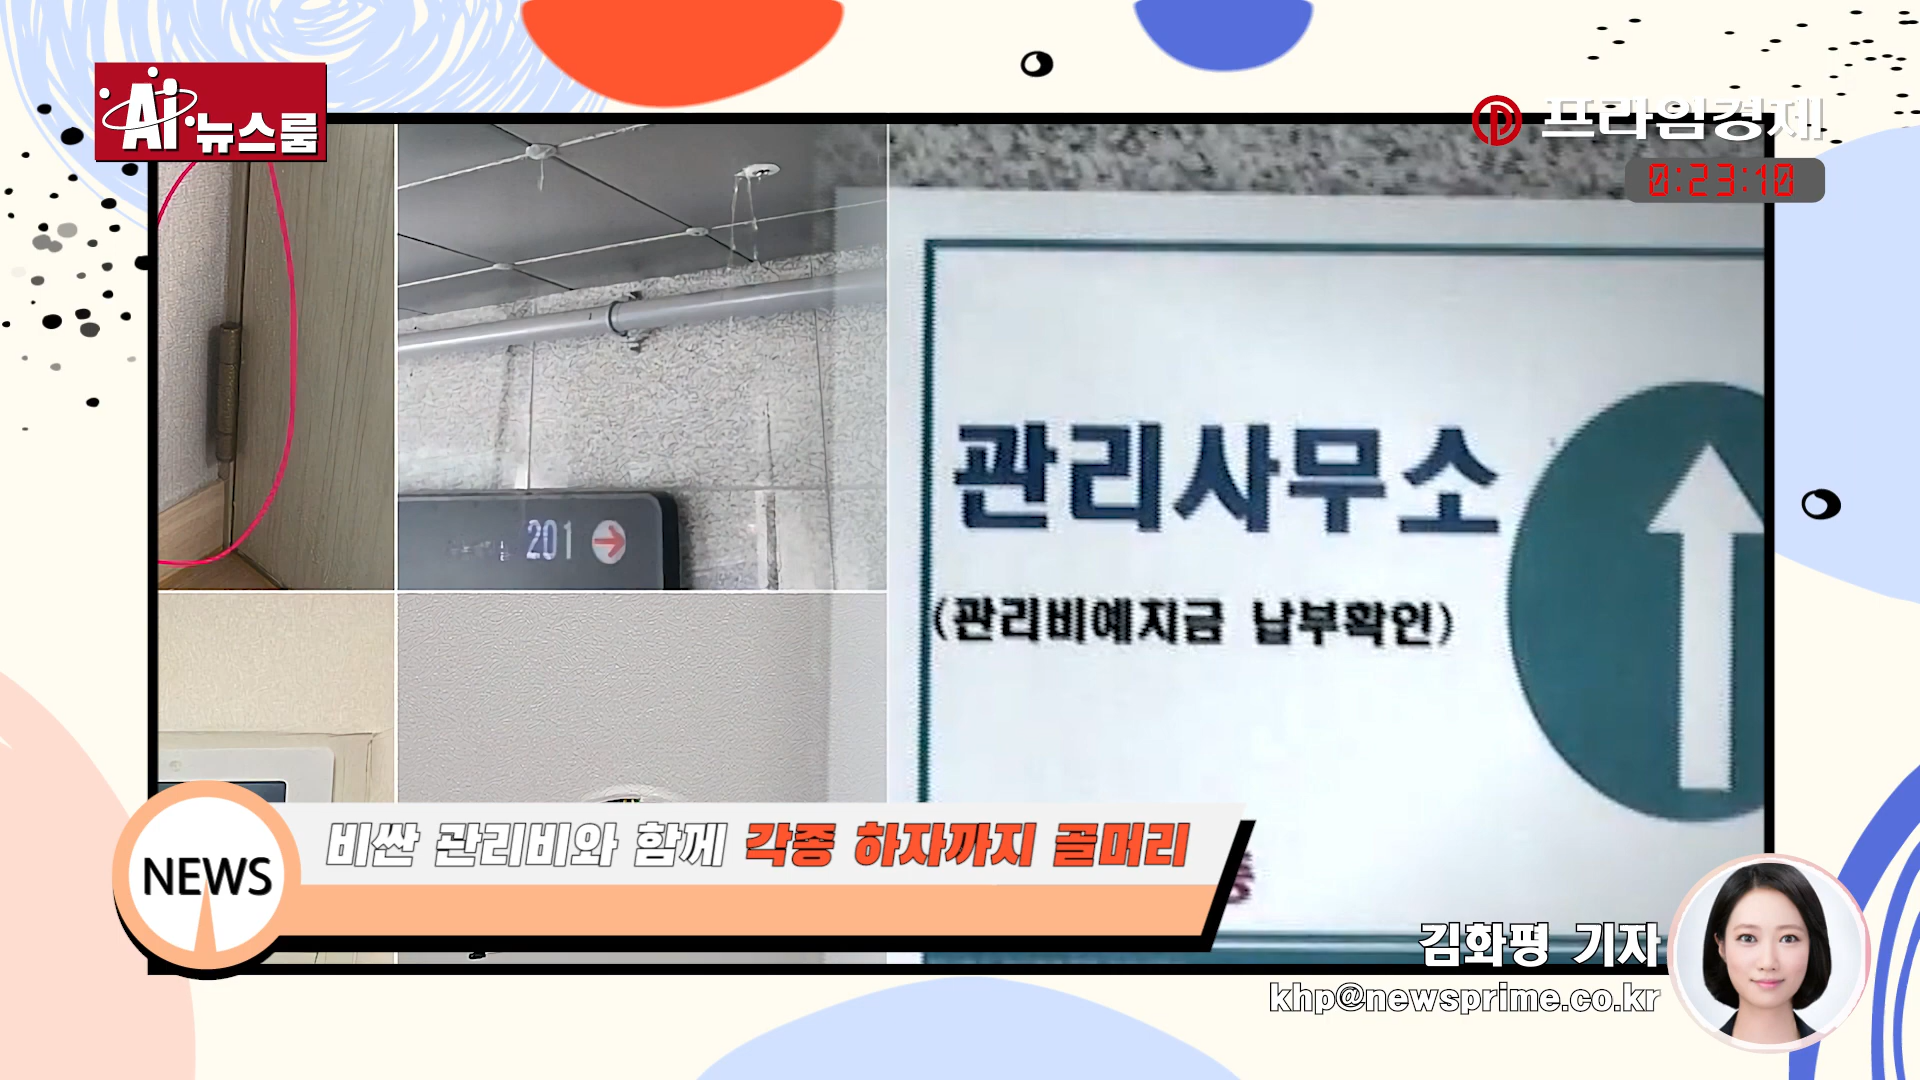 Ai 뉴스룸
프라임경제
0:23:10
201
관리사무소
(관리비예치금 납부확인)
NEWS
비싼 관리비와 함께 각종 하자까지 골머리
김화평 기자
khp@newsprime.co.kr